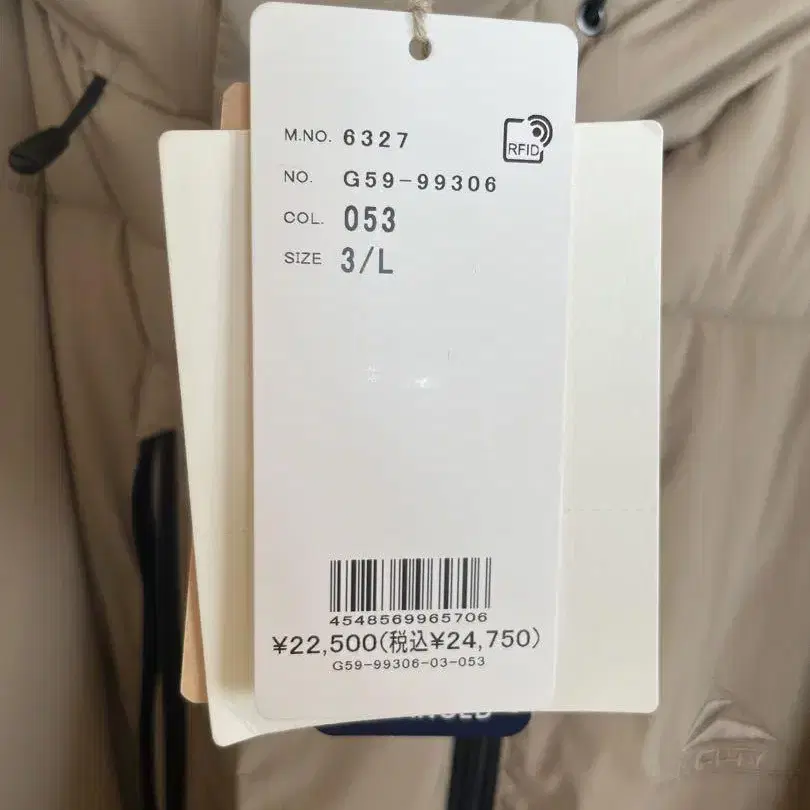 M.NO. 6327
RFID
NO. G59-99306
COL. 053
SIZE 3/L
4548569965706
¥22,500(税込¥24,750)
G59-99306-03-053